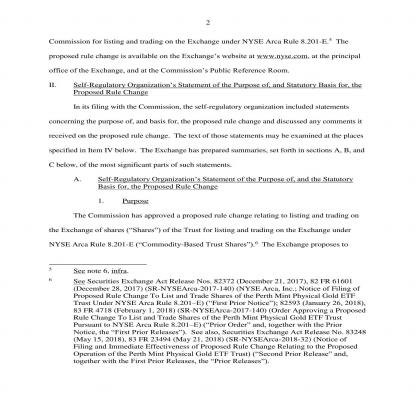 2
Commission for listing and trading on the Exchange under NYSE Arca Rule 8.201-E.⁵ The
proposed rule change is available on the Exchange's website at www.nyse.com, at the principal
office of the Exchange, and at the Commission's Public Reference Room.
II. Self-Regulatory Organization's Statement of the Purpose of, and Statutory Basis for, the
Proposed Rule Change
In its filing with the Commission, the self-regulatory organization included statements
concerning the purpose of, and basis for, the proposed rule change and discussed any comments it
received on the proposed rule change. The text of those statements may be examined at the places
specified in Item IV below. The Exchange has prepared summaries, set forth in sections A, B, and
C below, of the most significant parts of such statements.
A. Self-Regulatory Organization's Statement of the Purpose of, and the Statutory
Basis for, the Proposed Rule Change
1. Purpose
The Commission has approved a proposed rule change relating to listing and trading on
the Exchange of shares ("Shares") of the Trust for listing and trading on the Exchange under
NYSE Arca Rule 8.201-E ("Commodity-Based Trust Shares").⁶ The Exchange proposes to
5 See note 6, infra.
6 See Securities Exchange Act Release Nos. 82372 (December 21, 2017), 82 FR 61601
(December 28, 2017) (SR-NYSEArca-2017-140) (NYSE Arca, Inc.; Notice of Filing of
Proposed Rule Change To List and Trade Shares of the Perth Mint Physical Gold ETF
Trust Under NYSE Arca Rule 8.201–E) ("First Prior Notice"); 82593 (January 26, 2018),
83 FR 4718 (February 1, 2018) (SR-NYSEArca-2017-140) (Order Approving a Proposed
Rule Change To List and Trade Shares of the Perth Mint Physical Gold ETF Trust
Pursuant to NYSE Arca Rule 8.201–E) ("Prior Order" and, together with the Prior
Notice, the "First Prior Releases"). See also, Securities Exchange Act Release No. 83248
(May 15, 2018), 83 FR 23494 (May 21, 2018) (SR-NYSEArca-2018-32) (Notice of
Filing and Immediate Effectiveness of Proposed Rule Change Relating to the Proposed
Operation of the Perth Mint Physical Gold ETF Trust) ("Second Prior Release" and,
together with the First Prior Releases, the "Prior Releases").